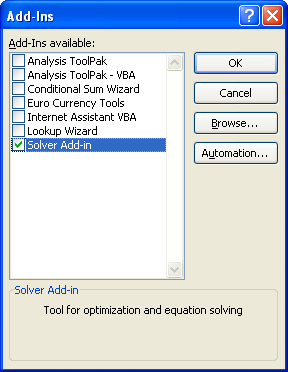 Add-Ins
Add-Ins available:
Analysis ToolPak
Analysis ToolPak - VBA
Conditional Sum Wizard
Euro Currency Tools
Internet Assistant VBA
Lookup Wizard
Solver Add-in
OK
Cancel
Browse...
Automation...
Solver Add-in
Tool for optimization and equation solving